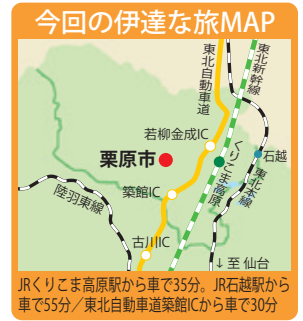 今回の伊達な旅MAP
東北自動車道
東北新幹線
若柳金成IC
石越
栗原市
くりこま高原
東北本線
陸羽東線
築館IC
古川IC
↓至 仙台
JRくりこま高原駅から車で35分。JR石越駅から
車で55分／東北自動車道築館ICから車で30分